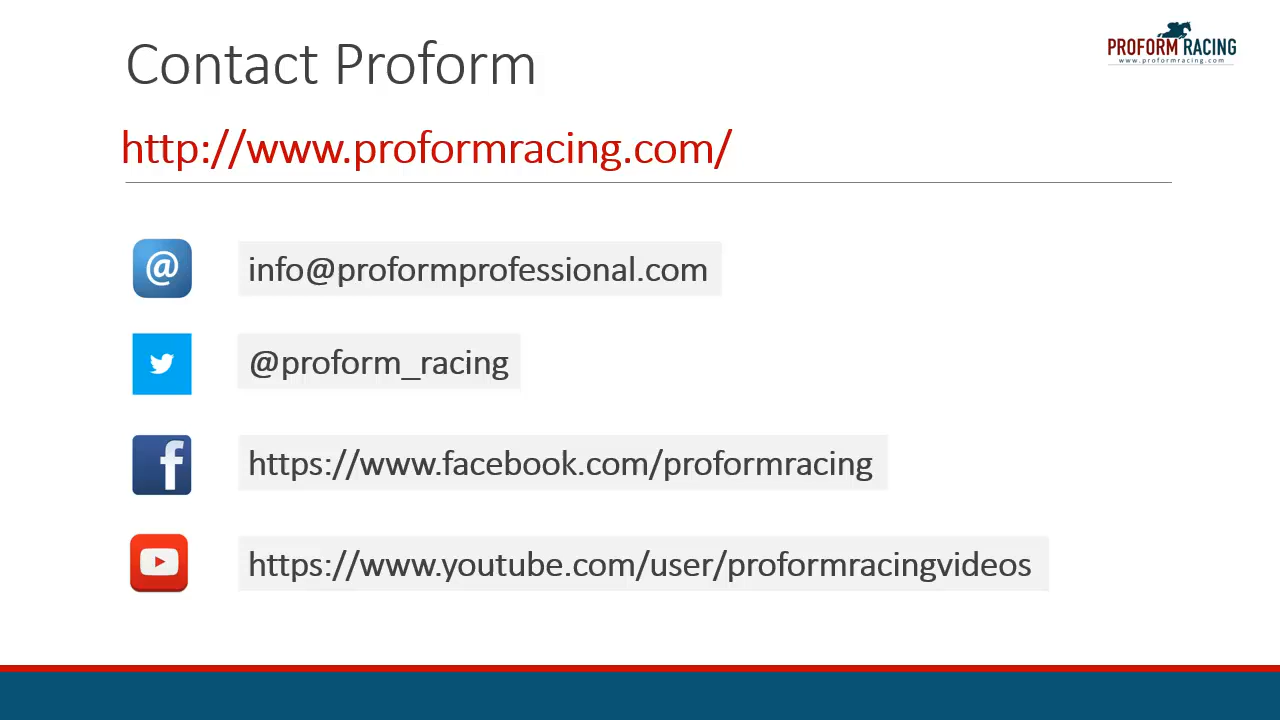 Contact Proform
PROFORM RACING
www.proformracing.com
http://www.proformracing.com/
@
info@proformprofessional.com
@proform_racing
f
https://www.facebook.com/proformracing
https://www.youtube.com/user/proformracingvideos